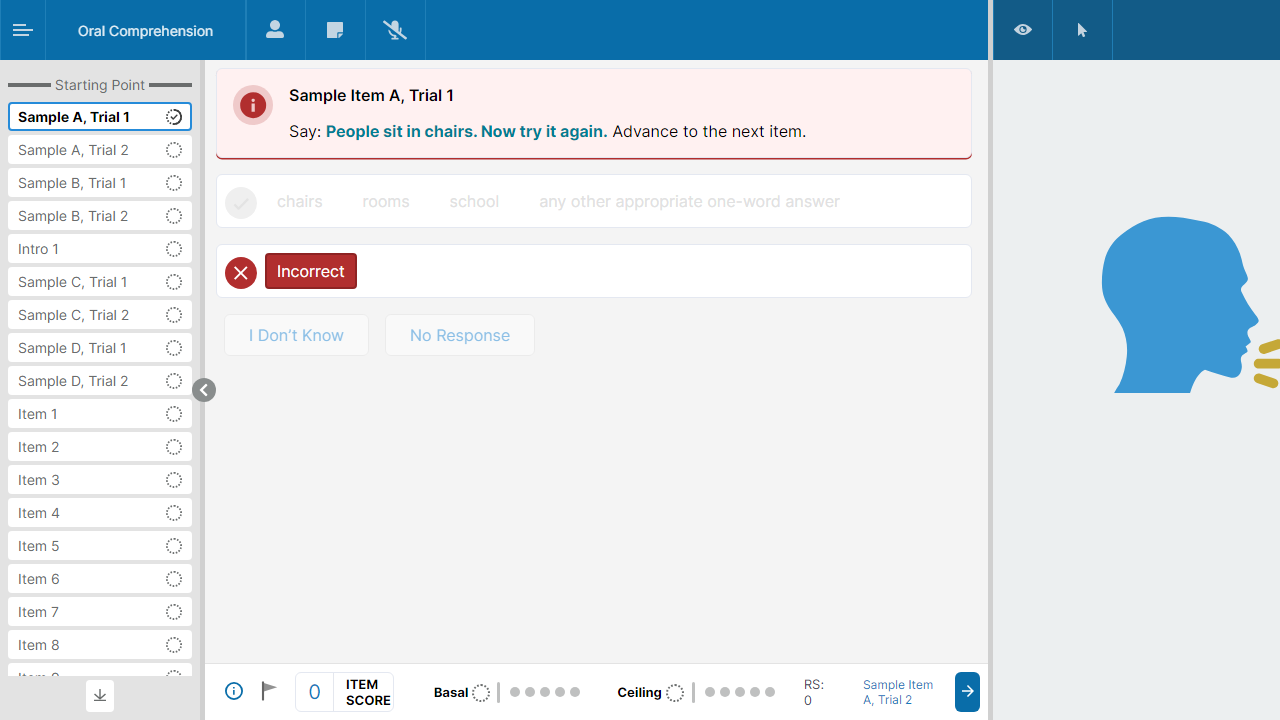 Oral Comprehension
Starting Point
Sample A, Trial 1
Sample A, Trial 2
Sample B, Trial 1
Sample B, Trial 2
Intro 1
Sample C, Trial 1
Sample C, Trial 2
Sample D, Trial 1
Sample D, Trial 2
Item 1
Item 2
Item 3
Item 4
Item 5
Item 6
Item 7
Item 8
Sample Item A, Trial 1
Say: People sit in chairs. Now try it again. Advance to the next item.
chairs rooms school any other appropriate one-word answer
Incorrect
I Don't Know No Response
0 ITEM SCORE
Basal
Ceiling
RS:
0
Sample Item
A, Trial 2